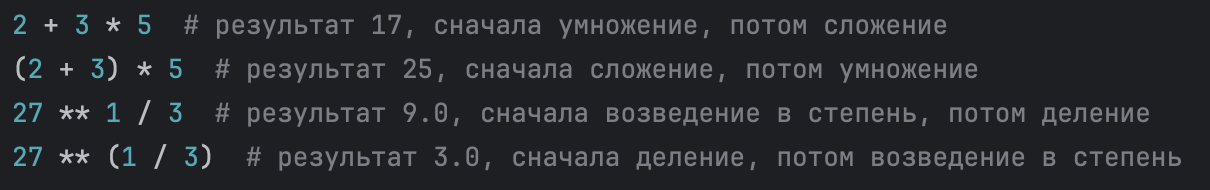 2 + 3 * 5  # результат 17, сначала умножение, потом сложение
(2 + 3) * 5  # результат 25, сначала сложение, потом умножение
27 ** 1 / 3  # результат 9.0, сначала возведение в степень, потом деление
27 ** (1 / 3)  # результат 3.0, сначала деление, потом возведение в степень